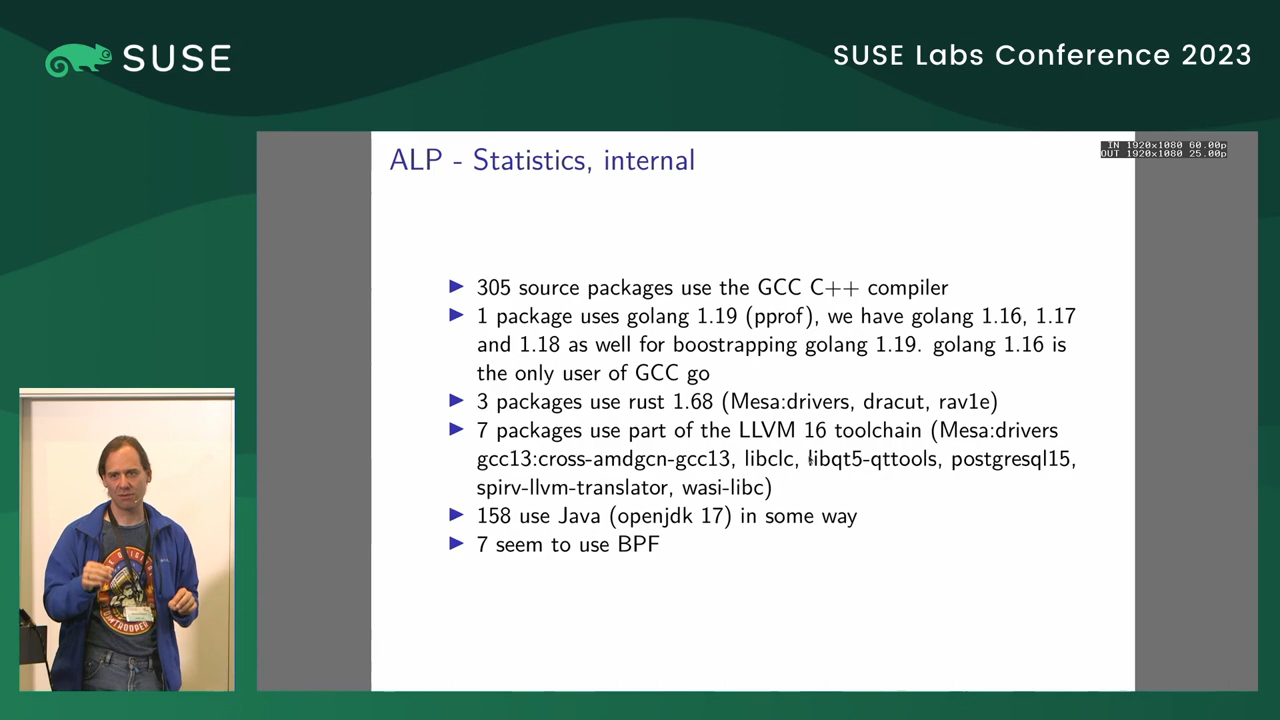 SUSE
SUSE Labs Conference 2023
IN 1920x1080 60.00p
OUT 1920x1080 25.00p
ALP - Statistics, internal
305 source packages use the GCC C++ compiler
1 package uses golang 1.19 (pprof), we have golang 1.16, 1.17
and 1.18 as well for boostrapping golang 1.19. golang 1.16 is
the only user of GCC go
3 packages use rust 1.68 (Mesa:drivers, dracut, rav1e)
7 packages use part of the LLVM 16 toolchain (Mesa:drivers
gcc13:cross-amdgcn-gcc13, libclc, libqt5-qttools, postgresql15,
spirv-llvm-translator, wasi-libc)
158 use Java (openjdk 17) in some way
7 seem to use BPF